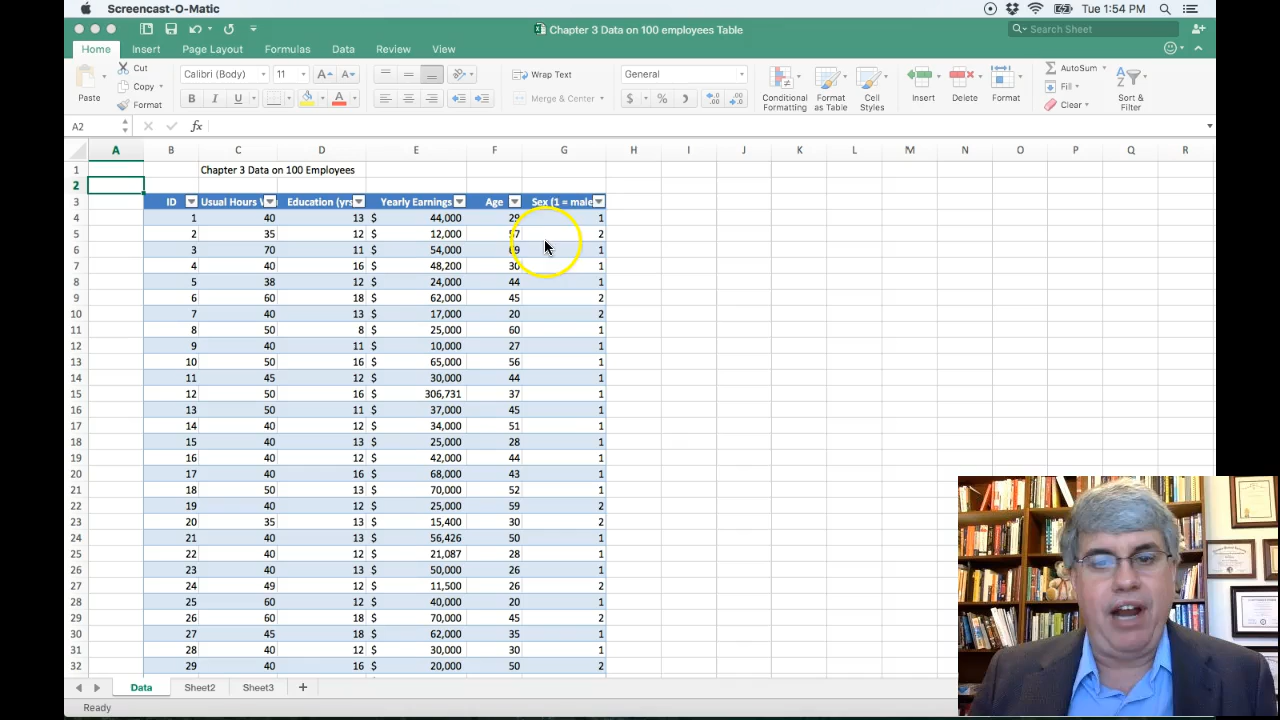 Screencast-O-Matic Tue 1:54 PM
Chapter 3 Data on 100 employees Table Search Sheet
Home Insert Page Layout Formulas Data Review View
Paste Cut Copy Format Calibri (Body) 11 A A B I U A Wrap Text Merge & Center General $ % Conditional Formatting Format as Table Cell Styles Insert Delete Format AutoSum Fill Clear Sort & Filter
A2 fx
A B C D E F G H I J K L M N O P Q R
1 Chapter 3 Data on 100 Employees
2
3 ID Usual Hours Education (yrs Yearly Earnings Age Sex (1 = male
4 1 40 13 $ 44,000 29 1
5 2 35 12 $ 12,000 57 2
6 3 70 11 $ 54,000 69 1
7 4 40 16 $ 48,200 30 1
8 5 38 12 $ 24,000 44 1
9 6 60 18 $ 62,000 45 2
10 7 40 13 $ 17,000 20 2
11 8 50 8 $ 25,000 60 1
12 9 40 11 $ 10,000 27 1
13 10 50 16 $ 65,000 56 1
14 11 45 12 $ 30,000 44 1
15 12 50 16 $ 306,731 37 1
16 13 50 11 $ 37,000 45 1
17 14 40 12 $ 34,000 51 1
18 15 40 13 $ 25,000 28 1
19 16 40 12 $ 42,000 44 1
20 17 40 16 $ 68,000 43 1
21 18 50 13 $ 70,000 52 1
22 19 40 12 $ 25,000 59 2
23 20 35 13 $ 15,400 30 2
24 21 40 13 $ 56,426 50 1
25 22 40 12 $ 21,087 28 1
26 23 40 13 $ 50,000 26 1
27 24 49 12 $ 11,500 26 2
28 25 60 12 $ 40,000 20 1
29 26 60 18 $ 70,000 45 2
30 27 45 18 $ 62,000 35 1
31 28 40 12 $ 30,000 30 1
32 29 40 16 $ 20,000 50 2
Data Sheet2 Sheet3 +
Ready